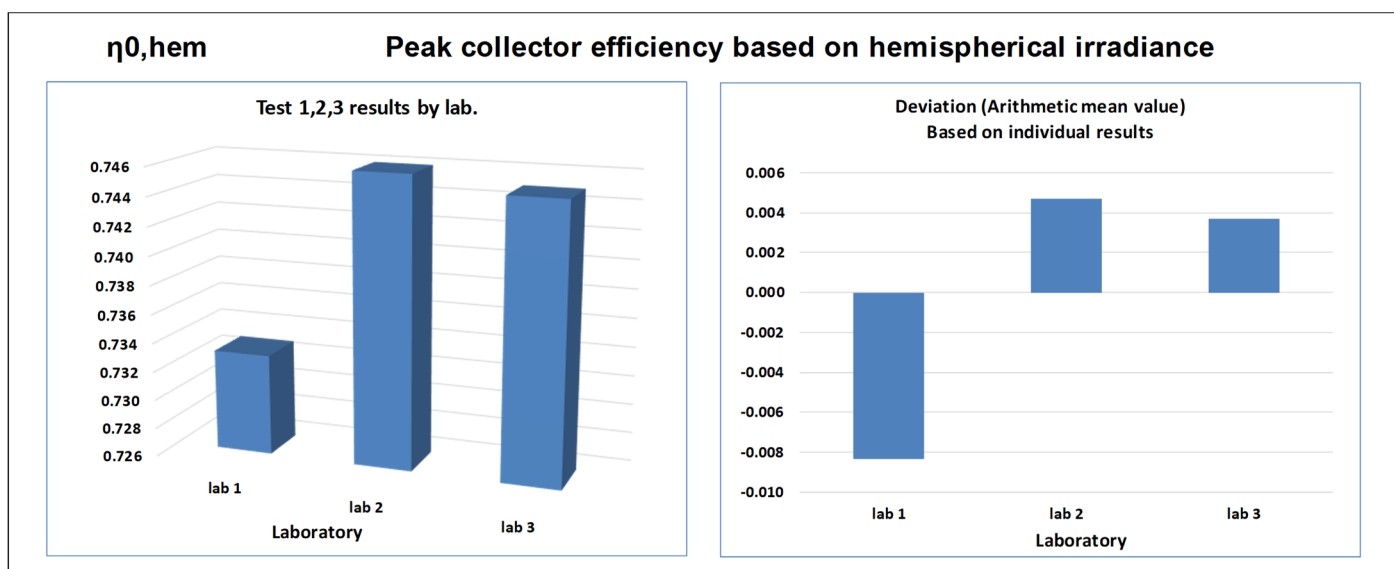 η0,hem Peak collector efficiency based on hemispherical irradiance
Test 1,2,3 results by lab.
0.746
0.744
0.742
0.740
0.738
0.736
0.734
0.732
0.730
0.728
0.726
lab 1
lab 2
lab 3
Laboratory
Deviation (Arithmetic mean value)
Based on individual results
0.006
0.004
0.002
0.000
-0.002
-0.004
-0.006
-0.008
-0.010
lab 1
lab 2
lab 3
Laboratory